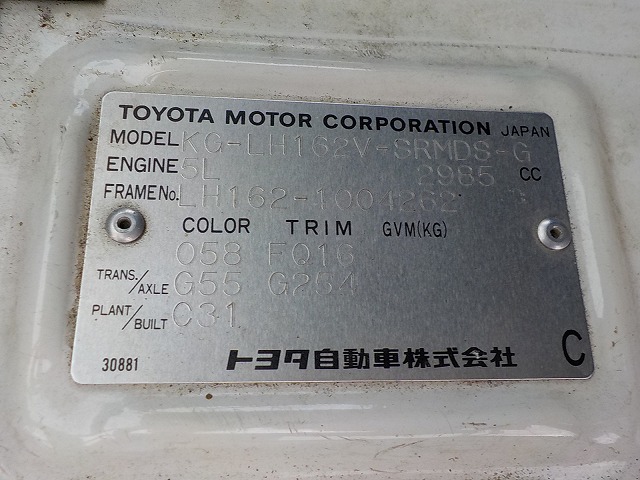 TOYOTA MOTOR CORPORATION JAPAN
MODEL KG-LH162V-SRMDS-G
ENGINE 5L 2985 CC
FRAME No. LH162-1004262
COLOR TRIM GVM(KG)
058 FQ16
TRANS./AXLE G55 G254
PLANT/BUILT C31
30881 トヨタ自動車株式会社 C